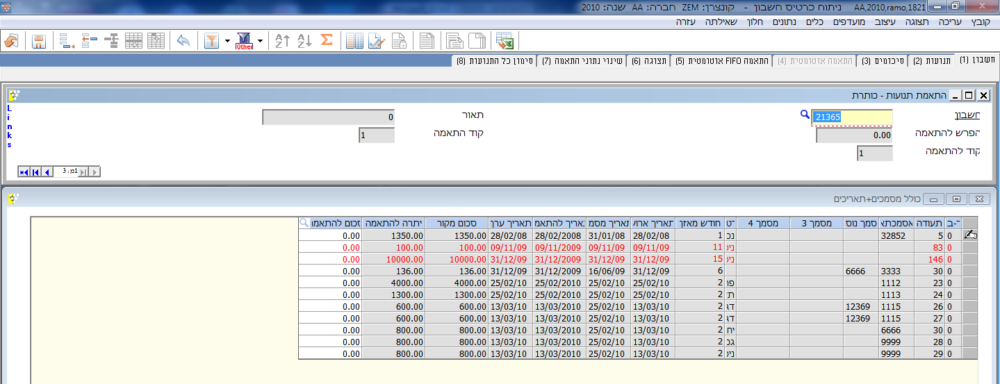 AA,2010,ramo,1821 ניתוח כרטיס חשבון - קונצרן: ZEM חברה: AA שנה: 2010
קובץ עריכה תצוגה עיצוב מועדפים כלים נתונים חלון שאילתה עזרה
Other
חשבון (1) תנועות (2) סיכומים (3) התאמה אוטומטית (4) התאמה FIFO אוטומטית (5) תצוגה (6) שינוי נתוני התאמה (7) סימון כל התנועות (8)
התאמת תנועות - כותרת
Links
חשבון 21365 תאור 0
הפרש להתאמה 0.00 קוד התאמה 1
קוד להתאמה 1
1מ:3
כולל מסמכים+תאריכים
ד-ב תעודה אסמכתא סמך נוס מסמך 3 מסמך 4 חודש מאזן תאריך ארוע תאריך מסמ תאריך להתאמ תאריך ערך סכום מקור יתרה להתאמה סכום להתאמה
0 5 32852 נכ 1 28/02/08 31/01/08 28/02/2008 28/02/08 1350.00 1350.00 0.00
0 83 ניכ 11 09/11/09 09/11/09 09/11/2009 09/11/09 100.00 100.00 0.00
0 146 ניכ 15 31/12/09 31/12/09 31/12/2009 31/12/09 10000.00 10000.00 0.00
0 30 3333 6666 6 31/12/09 16/06/09 31/12/2009 31/12/09 136.00 136.00 0.00
0 23 1112 פו 2 25/02/10 25/02/10 25/02/2010 25/02/10 4000.00 4000.00 0.00
0 24 1113 תי 2 25/02/10 25/02/10 25/02/2010 25/02/10 1300.00 1300.00 0.00
0 26 1115 12369 דג 2 13/03/10 25/02/10 13/03/2010 13/03/10 600.00 600.00 0.00
0 27 1115 12369 דג 2 13/03/10 25/02/10 13/03/2010 13/03/10 600.00 600.00 0.00
0 30 6666 יח 2 13/03/10 25/02/10 13/03/2010 13/03/10 800.00 800.00 0.00
0 28 9999 גכ 2 13/03/10 25/02/10 13/03/2010 13/03/10 800.00 800.00 0.00
0 29 9999 ניכ 2 13/03/10 25/02/10 13/03/2010 13/03/10 800.00 800.00 0.00